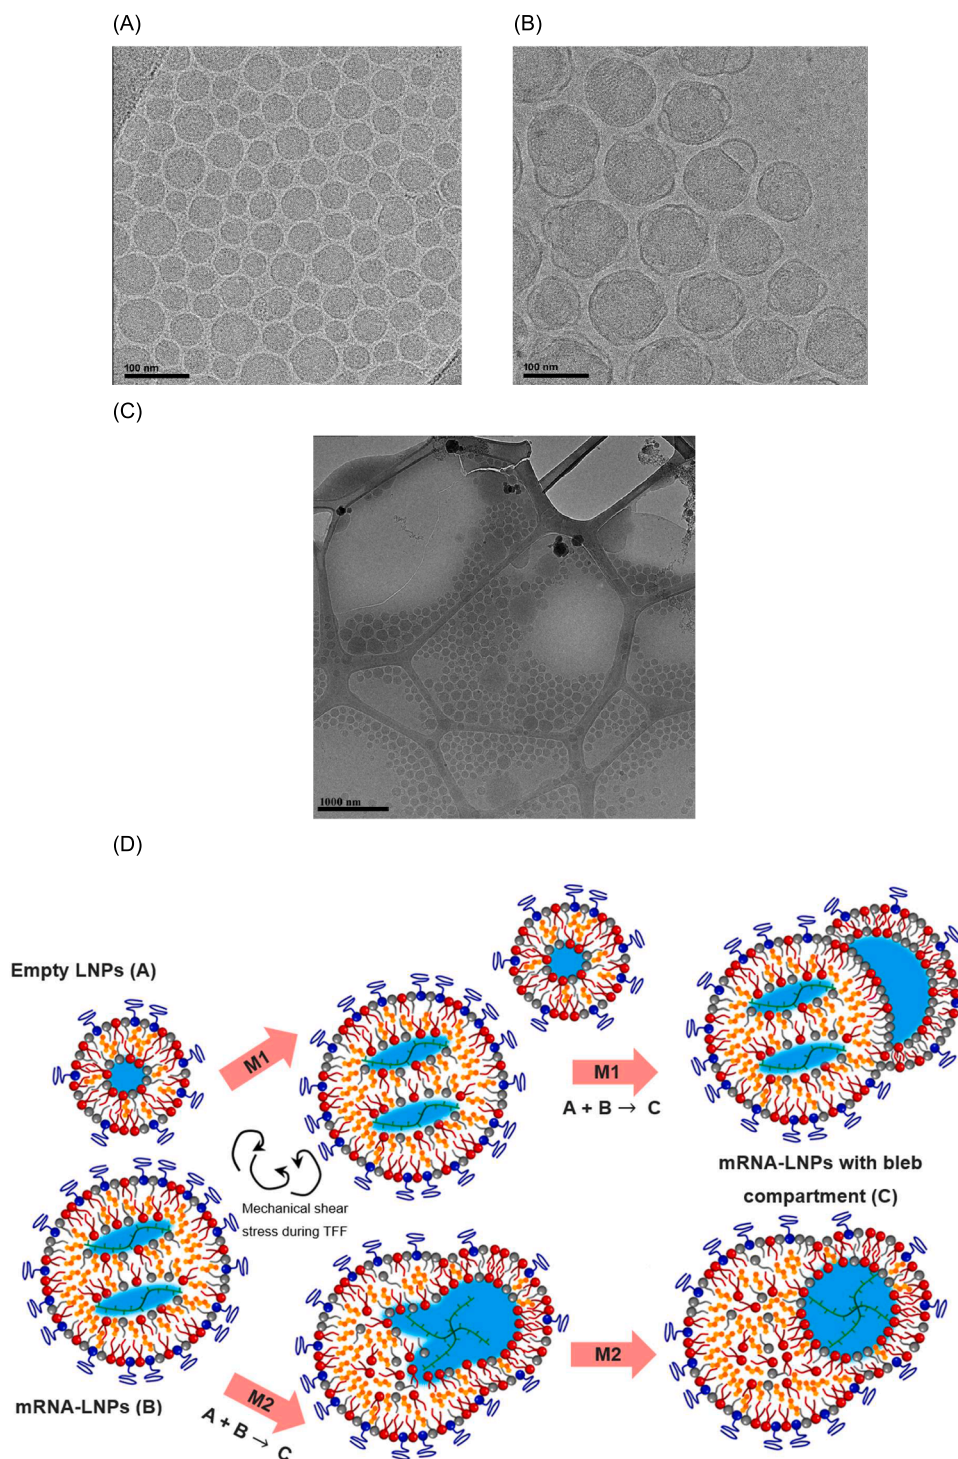 (A)
(B)
100 nm
100 nm
(C)
1000 nm
(D)
Empty LNPs (A)
M1
M1
A + B → C
Mechanical shear
stress during TFF
mRNA-LNPs with bleb
compartment (C)
mRNA-LNPs (B)
M2
A + B → C
M2